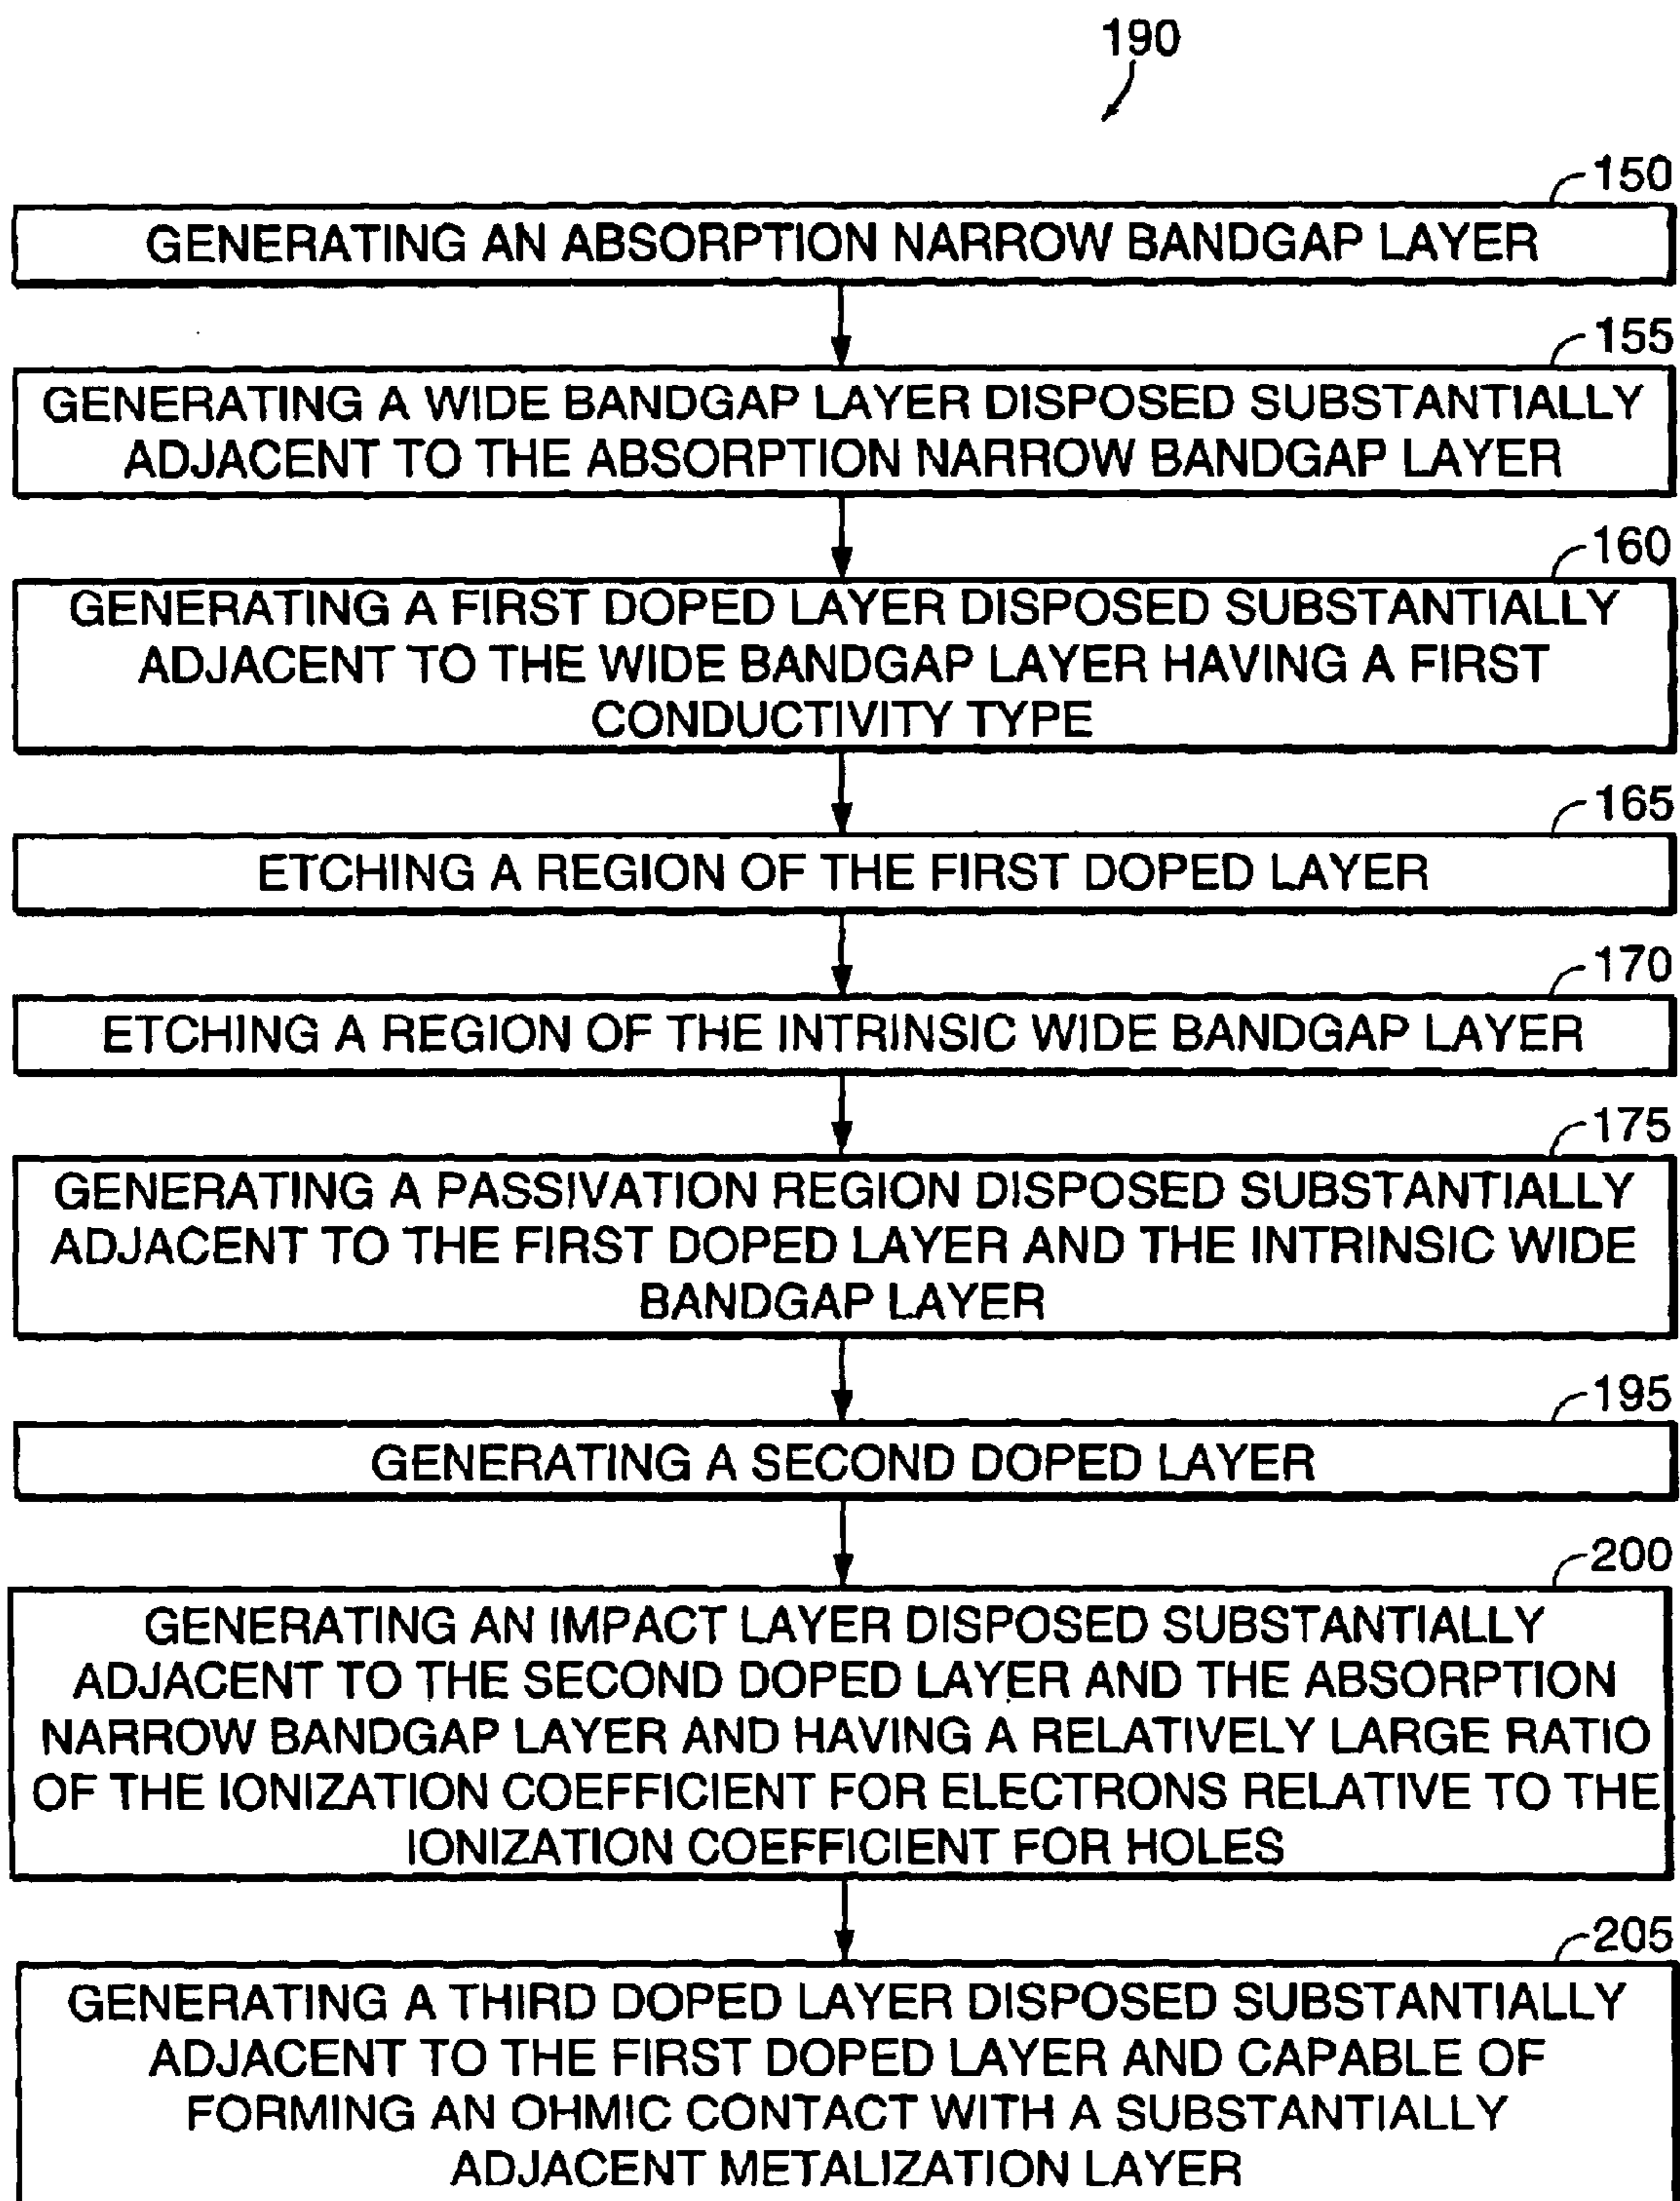 190
150
GENERATING AN ABSORPTION NARROW BANDGAP LAYER
155
GENERATING A WIDE BANDGAP LAYER DISPOSED SUBSTANTIALLY
ADJACENT TO THE ABSORPTION NARROW BANDGAP LAYER
160
GENERATING A FIRST DOPED LAYER DISPOSED SUBSTANTIALLY
ADJACENT TO THE WIDE BANDGAP LAYER HAVING A FIRST
CONDUCTIVITY TYPE
165
ETCHING A REGION OF THE FIRST DOPED LAYER
170
ETCHING A REGION OF THE INTRINSIC WIDE BANDGAP LAYER
175
GENERATING A PASSIVATION REGION DISPOSED SUBSTANTIALLY
ADJACENT TO THE FIRST DOPED LAYER AND THE INTRINSIC WIDE
BANDGAP LAYER
195
GENERATING A SECOND DOPED LAYER
200
GENERATING AN IMPACT LAYER DISPOSED SUBSTANTIALLY
ADJACENT TO THE SECOND DOPED LAYER AND THE ABSORPTION
NARROW BANDGAP LAYER AND HAVING A RELATIVELY LARGE RATIO
OF THE IONIZATION COEFFICIENT FOR ELECTRONS RELATIVE TO THE
IONIZATION COEFFICIENT FOR HOLES
205
GENERATING A THIRD DOPED LAYER DISPOSED SUBSTANTIALLY
ADJACENT TO THE FIRST DOPED LAYER AND CAPABLE OF
FORMING AN OHMIC CONTACT WITH A SUBSTANTIALLY
ADJACENT METALIZATION LAYER